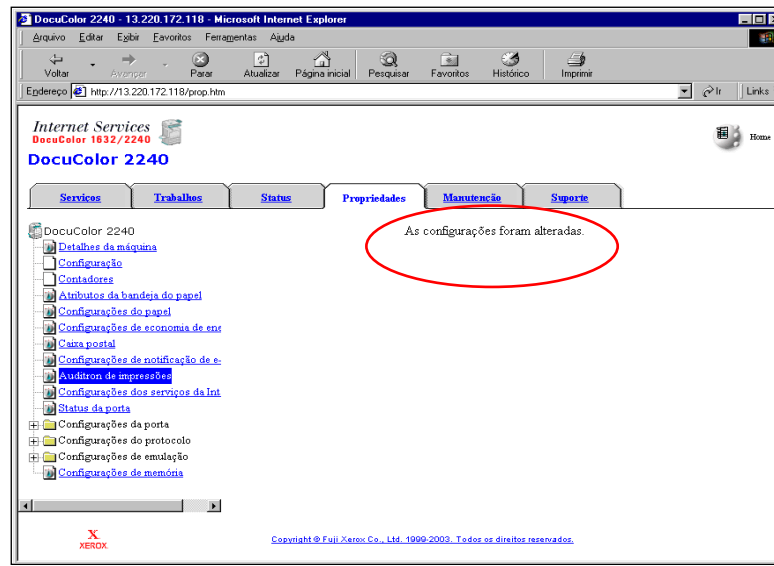 DocuColor 2240 - 13.220.172.118 - Microsoft Internet Explorer
Arquivo Editar Exibir Favoritos Ferramentas Ajuda
Voltar Avançar Parar Atualizar Página inicial Pesquisar Favoritos Histórico Imprimir
Endereço http://13.220.172.118/prop.htm Ir Links
Internet Services
DocuColor 1632/2240
Home
DocuColor 2240
Serviços Trabalhos Status Propriedades Manutenção Suporte
DocuColor 2240
As configurações foram alteradas.
Detalhes da máquina
Configuração
Contadores
Atributos da bandeja do papel
Configurações do papel
Configurações de economia de ene
Caixa postal
Configurações de notificação de e-
Auditron de impressões
Configurações dos serviços da Int
Status da porta
Configurações da porta
Configurações do protocolo
Configurações de emulação
Configurações de memória
X
XEROX
Copyright © Fuji Xerox Co., Ltd. 1999-2003. Todos os direitos reservados.